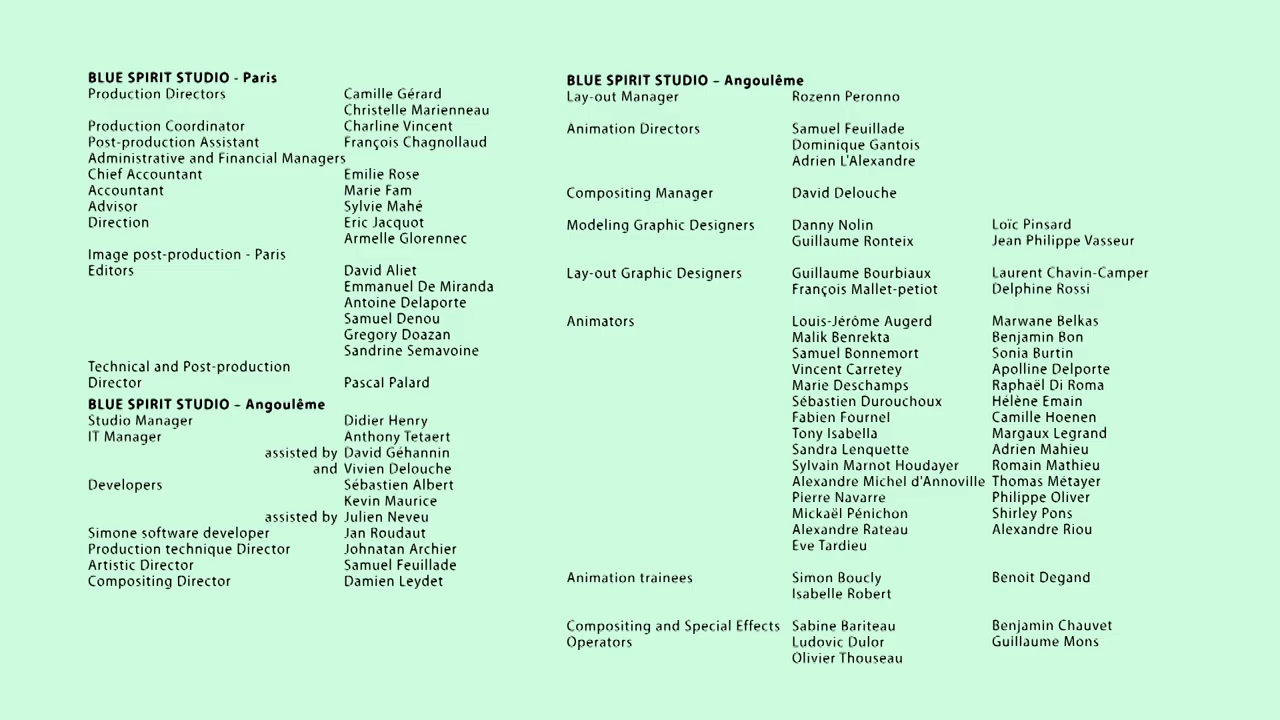 BLUE SPIRIT STUDIO - Paris
Production Directors Camille Gérard
Christelle Marienneau
Production Coordinator Charline Vincent
Post-production Assistant François Chagnollaud
Administrative and Financial Managers
Chief Accountant Emilie Rose
Accountant Marie Fam
Advisor Sylvie Mahé
Direction Eric Jacquot
Armelle Glorennec
Image post-production - Paris
Editors David Aliet
Emmanuel De Miranda
Antoine Delaporte
Samuel Denou
Gregory Doazan
Sandrine Semavoine
Technical and Post-production
Director Pascal Palard
BLUE SPIRIT STUDIO – Angoulême
Studio Manager Didier Henry
IT Manager Anthony Tetaert
assisted by David Géhannin
and Vivien Delouche
Developers Sébastien Albert
Kevin Maurice
assisted by Julien Neveu
Simone software developer Jan Roudaut
Production technique Director Johnatan Archier
Artistic Director Samuel Feuillade
Compositing Director Damien Leydet
BLUE SPIRIT STUDIO – Angoulême
Lay-out Manager Rozenn Peronno
Animation Directors Samuel Feuillade
Dominique Gantois
Adrien L'Alexandre
Compositing Manager David Delouche
Modeling Graphic Designers Danny Nolin Loïc Pinsard
Guillaume Ronteix Jean Philippe Vasseur
Lay-out Graphic Designers Guillaume Bourbiaux Laurent Chavin-Camper
François Mallet-petiot Delphine Rossi
Animators Louis-Jérôme Augerd Marwane Belkas
Malik Benrekta Benjamin Bon
Samuel Bonnemort Sonia Burtin
Vincent Carretey Apolline Delporte
Marie Deschamps Raphaël Di Roma
Sébastien Durouchoux Hélène Emain
Fabien Fournel Camille Hoenen
Tony Isabella Margaux Legrand
Sandra Lenquette Adrien Mahieu
Sylvain Marnot Houdayer Romain Mathieu
Alexandre Michel d'Annoville Thomas Métayer
Pierre Navarre Philippe Oliver
Mickaël Pénichon Shirley Pons
Alexandre Rateau Alexandre Riou
Eve Tardieu
Animation trainees Simon Boucly Benoit Degand
Isabelle Robert
Compositing and Special Effects Sabine Bariteau Benjamin Chauvet
Operators Ludovic Dulor Guillaume Mons
Olivier Thouseau